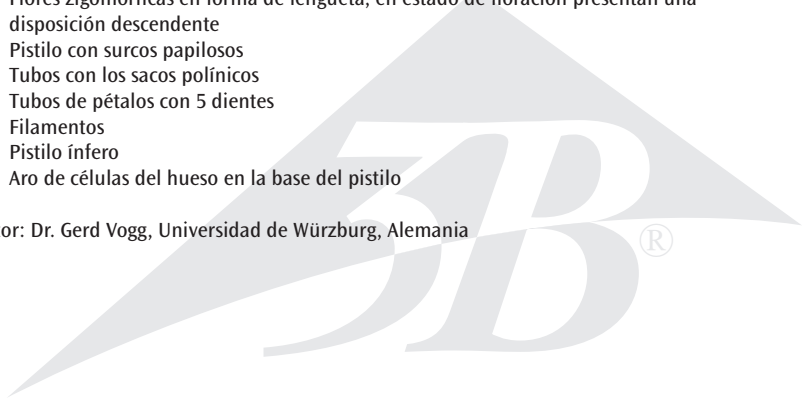 Flores zigomórficas en forma de lengueta, en estado de floración presentan una
disposición descendente
Pistilo con surcos papilosos
Tubos con los sacos polínicos
Tubos de pétalos con 5 dientes
Filamentos
Pistilo ínfero
Aro de células del hueso en la base del pistilo
or: Dr. Gerd Vogg, Universidad de Würzburg, Alemania
3B
®